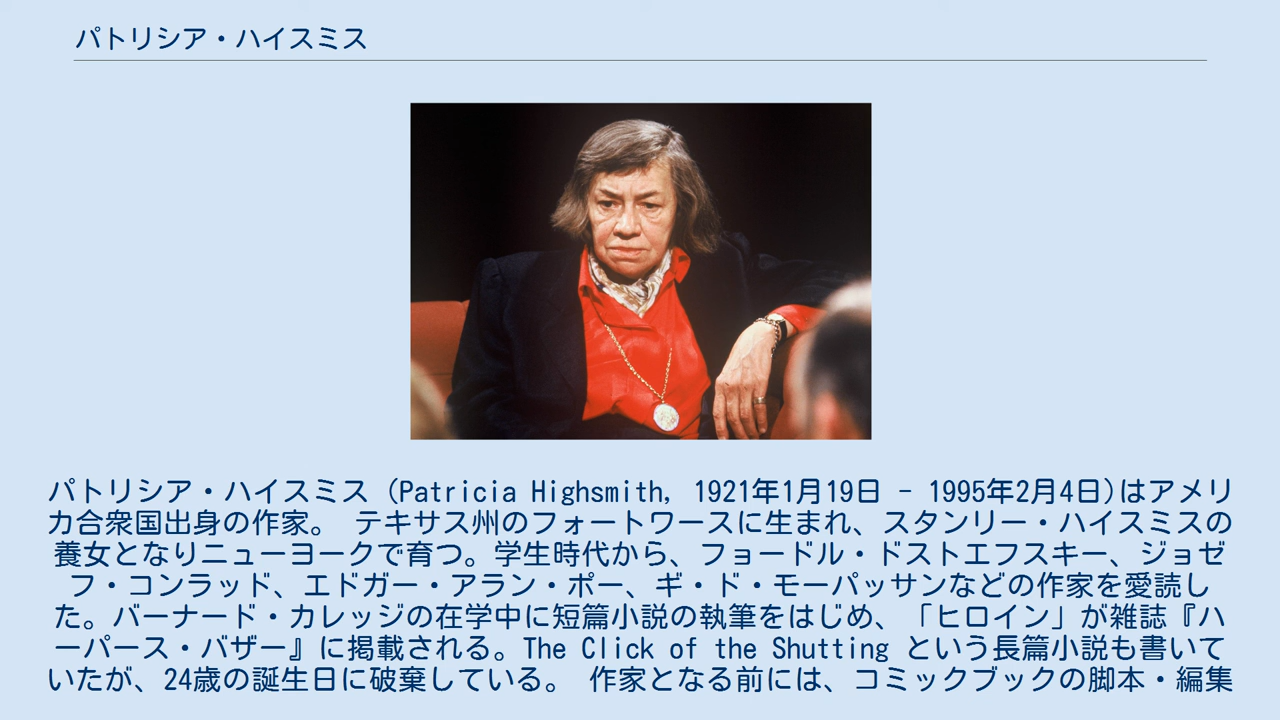 パトリシア・ハイスミス
パトリシア・ハイスミス (Patricia Highsmith, 1921年1月19日 - 1995年2月4日)はアメリ
カ合衆国出身の作家。 テキサス州のフォートワースに生まれ、スタンリー・ハイスミスの
養女となりニューヨークで育つ。学生時代から、フョードル・ドストエフスキー、ジョゼ
フ・コンラッド、エドガー・アラン・ポー、ギ・ド・モーパッサンなどの作家を愛読し
た。バーナード・カレッジの在学中に短篇小説の執筆をはじめ、「ヒロイン」が雑誌『ハ
ーパース・バザー』に掲載される。The Click of the Shutting という長篇小説も書いて
いたが、24歳の誕生日に破棄している。 作家となる前には、コミックブックの脚本・編集